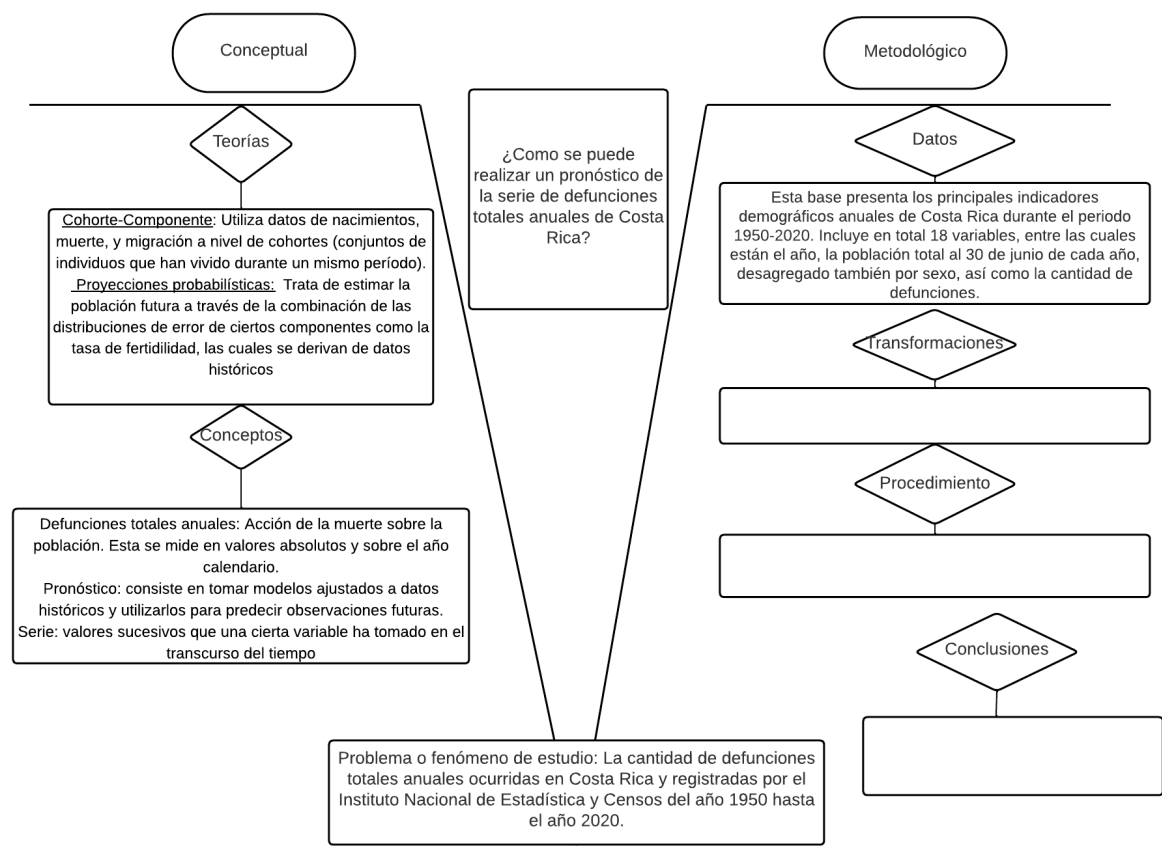 Conceptual
Teorías
Cohorte-Componente: Utiliza datos de nacimientos,
muerte, y migración a nivel de cohortes (conjuntos de
individuos que han vivido durante un mismo período).
Proyecciones probabilísticas: Trata de estimar la
población futura a través de la combinación de las
distribuciones de error de ciertos componentes como la
tasa de fertidilidad, las cuales se derivan de datos
históricos
Conceptos
Defunciones totales anuales: Acción de la muerte sobre la
población. Esta se mide en valores absolutos y sobre el año
calendario.
Pronóstico: consiste en tomar modelos ajustados a datos
históricos y utilizarlos para predecir observaciones futuras.
Serie: valores sucesivos que una cierta variable ha tomado en el
transcurso del tiempo
¿Como se puede
realizar un pronóstico de
la serie de defunciones
totales anuales de Costa
Rica?
Metodológico
Datos
Esta base presenta los principales indicadores
demográficos anuales de Costa Rica durante el periodo
1950-2020. Incluye en total 18 variables, entre las cuales
están el año, la población total al 30 de junio de cada año,
desagregado también por sexo, así como la cantidad de
defunciones.
Transformaciones
Procedimiento
Conclusiones
Problema o fenómeno de estudio: La cantidad de defunciones
totales anuales ocurridas en Costa Rica y registradas por el
Instituto Nacional de Estadística y Censos del año 1950 hasta
el año 2020.